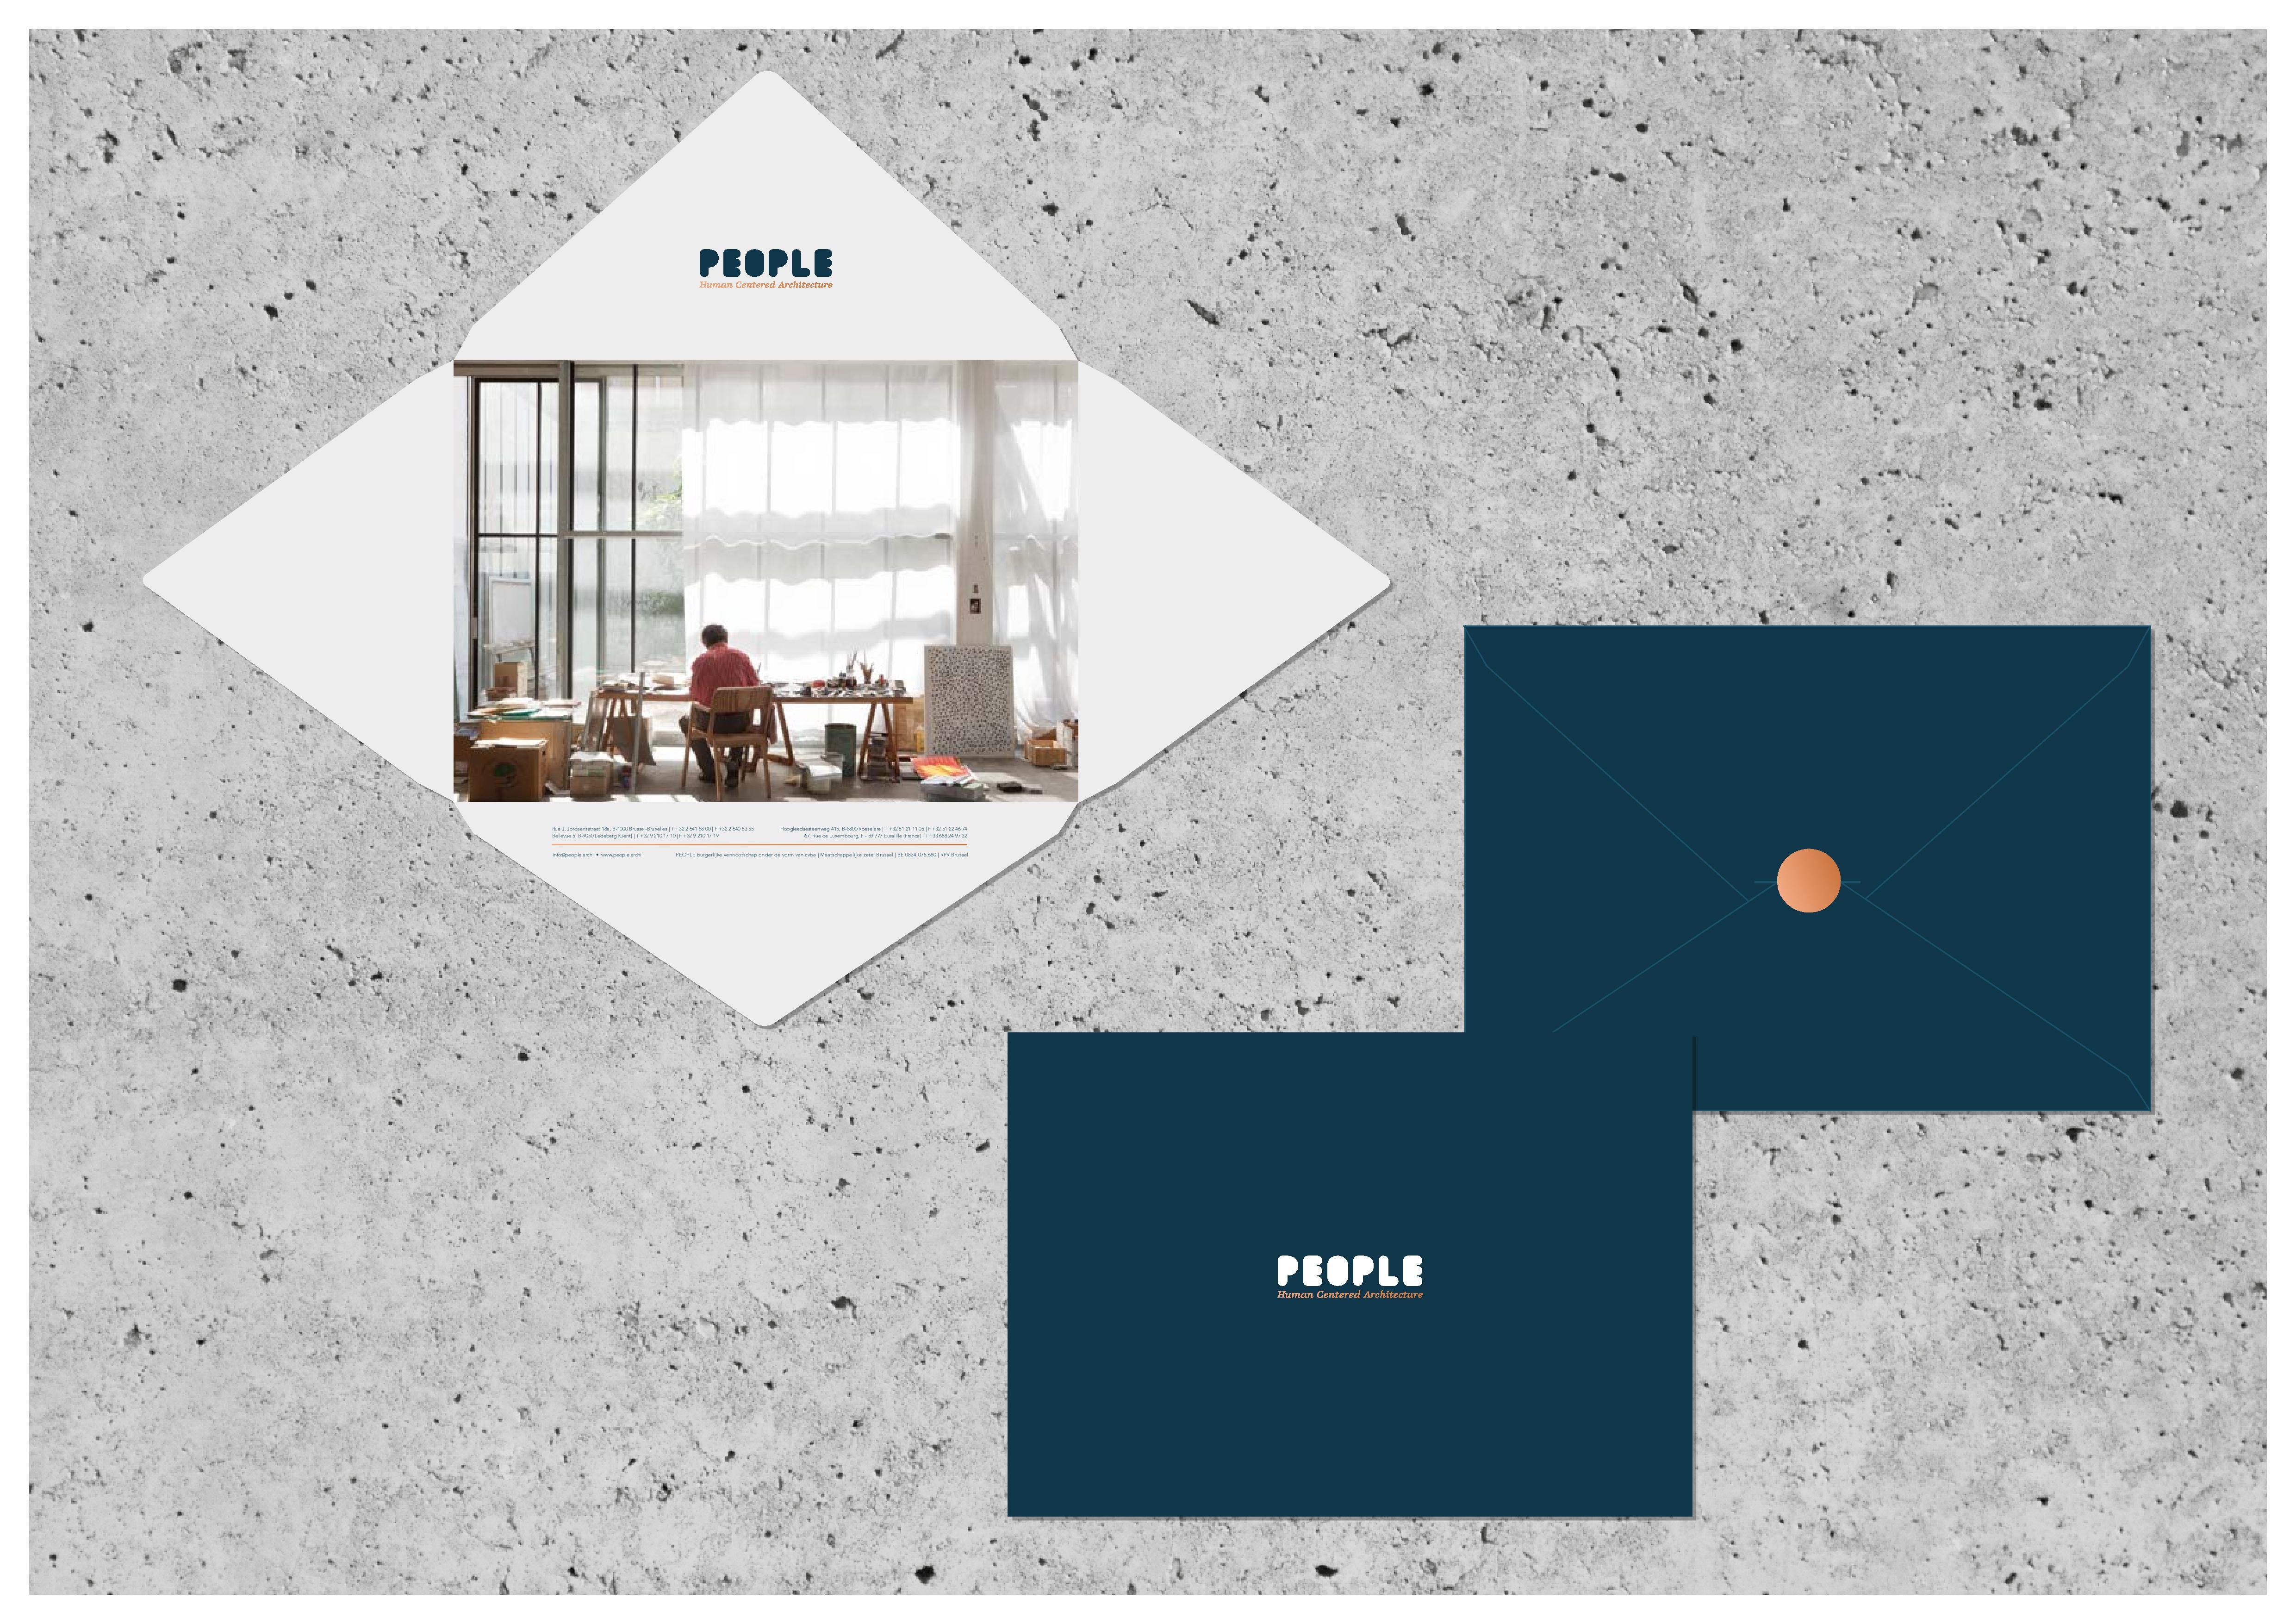 PEOPLE
Human Centered Architecture
Rue J. Jordaensstraat 18a, B-1000 Brussel-Bruxelles | T +32 2 641 88 00 | F +32 2 640 53 55
Bellevue 5, B 9050 Ledeberg (Gent) | T +32 9 210 17 10 | F +32 9 210 17 19
Hoogleedsesteenweg 415, B-8800 Roeselare | T +32 51 21 11 05 | F +32 51 22 46 74
67, Rue de Luxembourg, F - 59 777 Euralille (France) | T +33 688 24 97 32
info@people.archi • www.people.archi
PEOPLE burgerlijke vennootschap onder de vorm van cvba | Maatschappelijke zetel Brussel | BE 0834.075.680 | RPR Brussel
PEOPLE
Human Centered Architecture